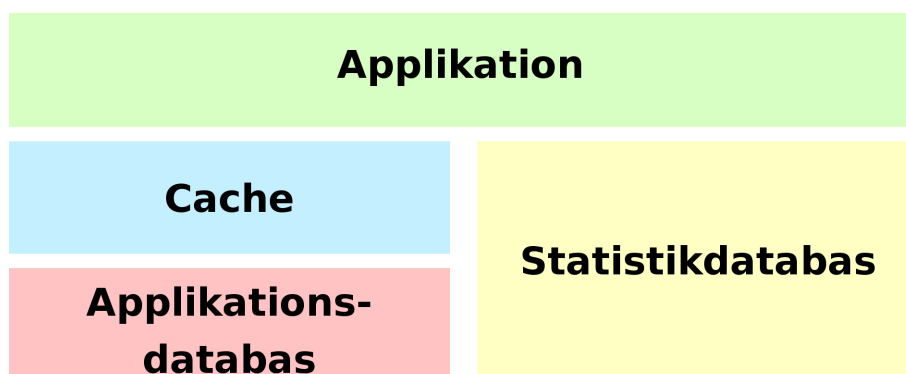 Applikation
Cache
Applikations-
databas
Statistikdatabas